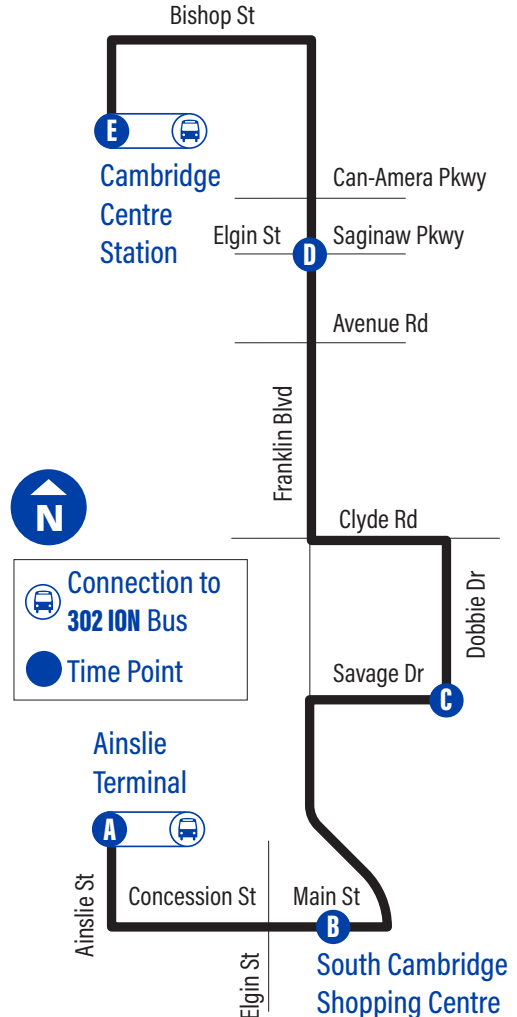 Bishop St
E
Cambridge
Centre
Station
Can-Amera Pkwy
Elgin St
D
Saginaw Pkwy
Avenue Rd
Franklin Blvd
N
Clyde Rd
Connection to
302 ION Bus
Time Point
Dobbie Dr
Savage Dr
C
Ainslie
Terminal
A
Ainslie St
Concession St
Main St
B
Elgin St
South Cambridge
Shopping Centre